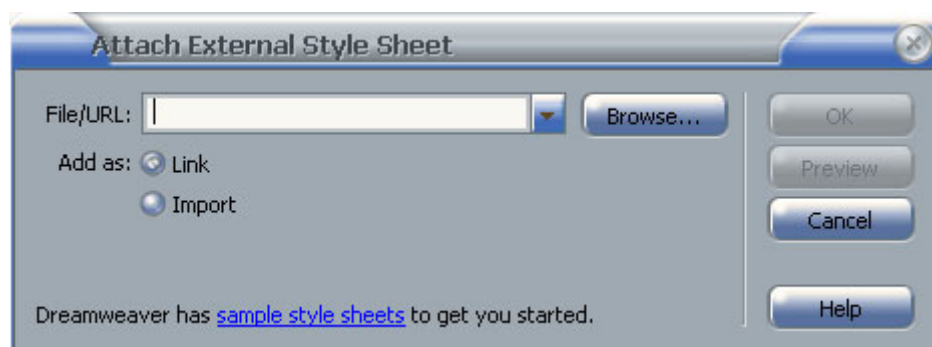 Attach External Style Sheet
File/URL: Browse... OK
Add as: Link Preview
Import Cancel
Dreamweaver has sample style sheets to get you started. Help